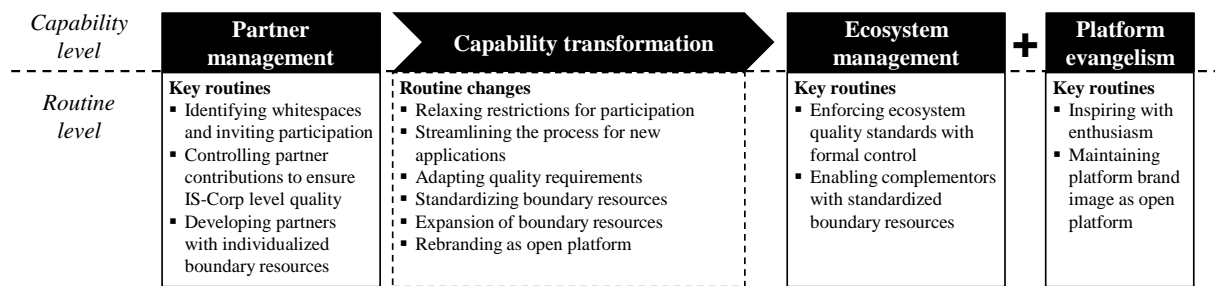 Capability
level
Partner
management
Capability transformation
Ecosystem
management
+
Platform
evangelism
Routine
level
Key routines
▪ Identifying whitespaces
and inviting participation
▪ Controlling partner
contributions to ensure
IS-Corp level quality
▪ Developing partners
with individualized
boundary resources
Routine changes
▪ Relaxing restrictions for participation
▪ Streamlining the process for new
applications
▪ Adapting quality requirements
▪ Standardizing boundary resources
▪ Expansion of boundary resources
▪ Rebranding as open platform
Key routines
▪ Enforcing ecosystem
quality standards with
formal control
▪ Enabling complementors
with standardized
boundary resources
Key routines
▪ Inspiring with
enthusiasm
▪ Maintaining
platform brand
image as open
platform